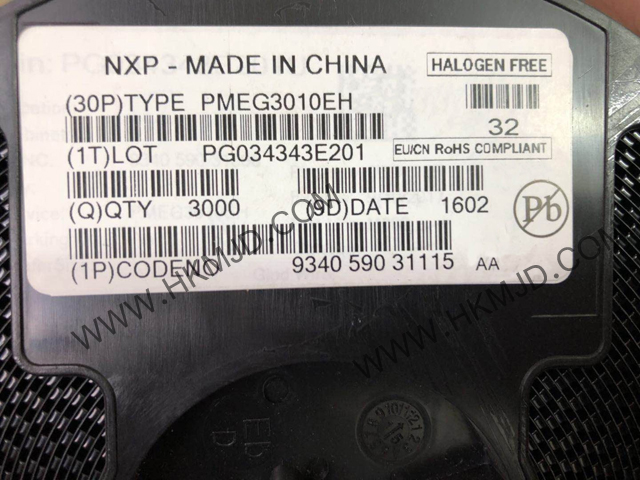 NXP - MADE IN CHINA
HALOGEN FREE
(30P)TYPE PMEG3010EH
32
(1T)LOT PG034343E201
EU/CN RoHS COMPLIANT
(Q)QTY 3000 (9D)DATE 1602
Pb
(1P)CODENO 9340 590 31115 AA
WWW.HKMJD.COM
WWW.HKMJD.COM